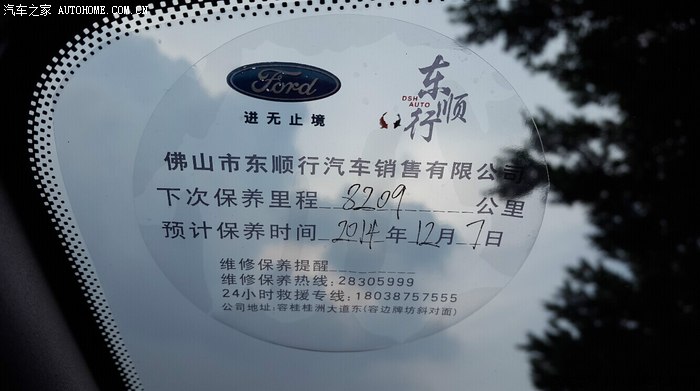 汽车之家 AUTOHOME.COM.CN
Ford
进无止境
东顺行
DSH AUTO
佛山市东顺行汽车销售有限公司
下次保养里程 8209 公里
预计保养时间 2014 年 12 月 7 日
维修保养提醒
维修保养热线:28305999
24小时救援专线:18038757555
公司地址:容桂桂洲大道东(容边牌坊斜对面)